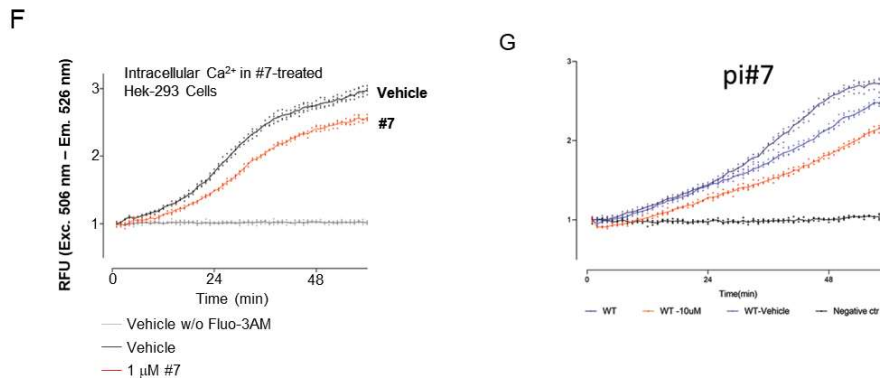 F
Intracellular Ca²⁺ in #7-treated
Hek-293 Cells
RFU (Exc. 506 nm – Em. 526 nm)
3
2
1
Vehicle
#7
0
24
48
Time (min)
Vehicle w/o Fluo-3AM
Vehicle
1 μM #7
G
pi#7
3
2
1
0
0
24
48
Time(min)
WT
WT -10uM
WT-Vehicle
Negative ctr